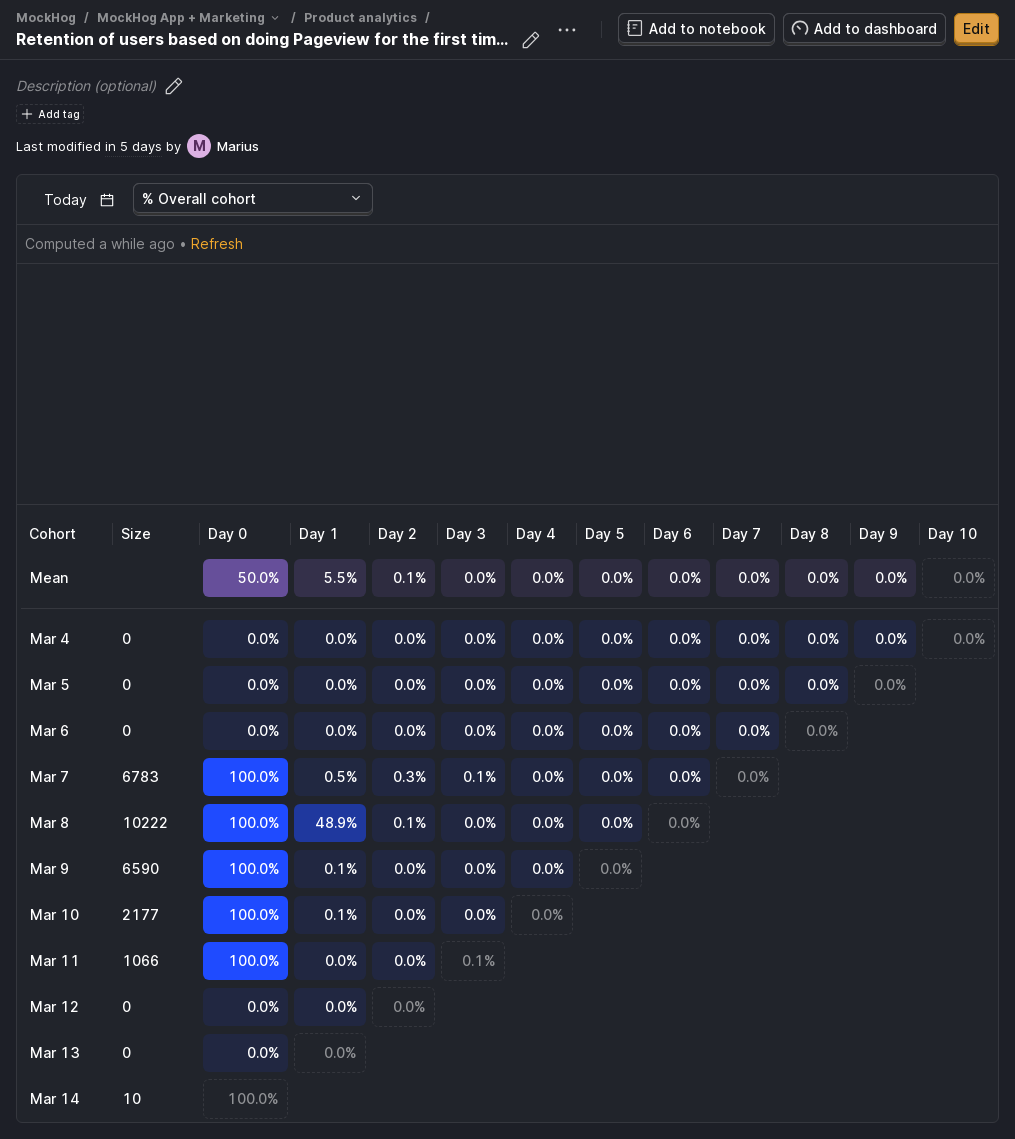 MockHog / MockHog App + Marketing / Product analytics /
Retention of users based on doing Pageview for the first tim...
Add to notebook
Add to dashboard
Edit
Description (optional)
Add tag
Last modified in 5 days by M Marius
Today % Overall cohort
Computed a while ago • Refresh
Cohort Size Day 0 Day 1 Day 2 Day 3 Day 4 Day 5 Day 6 Day 7 Day 8 Day 9 Day 10
Mean 50.0% 5.5% 0.1% 0.0% 0.0% 0.0% 0.0% 0.0% 0.0% 0.0% 0.0%
Mar 4 0 0.0% 0.0% 0.0% 0.0% 0.0% 0.0% 0.0% 0.0% 0.0% 0.0% 0.0%
Mar 5 0 0.0% 0.0% 0.0% 0.0% 0.0% 0.0% 0.0% 0.0% 0.0% 0.0%
Mar 6 0 0.0% 0.0% 0.0% 0.0% 0.0% 0.0% 0.0% 0.0% 0.0%
Mar 7 6783 100.0% 0.5% 0.3% 0.1% 0.0% 0.0% 0.0% 0.0%
Mar 8 10222 100.0% 48.9% 0.1% 0.0% 0.0% 0.0% 0.0%
Mar 9 6590 100.0% 0.1% 0.0% 0.0% 0.0% 0.0%
Mar 10 2177 100.0% 0.1% 0.0% 0.0% 0.0%
Mar 11 1066 100.0% 0.0% 0.0% 0.1%
Mar 12 0 0.0% 0.0% 0.0%
Mar 13 0 0.0% 0.0%
Mar 14 10 100.0%